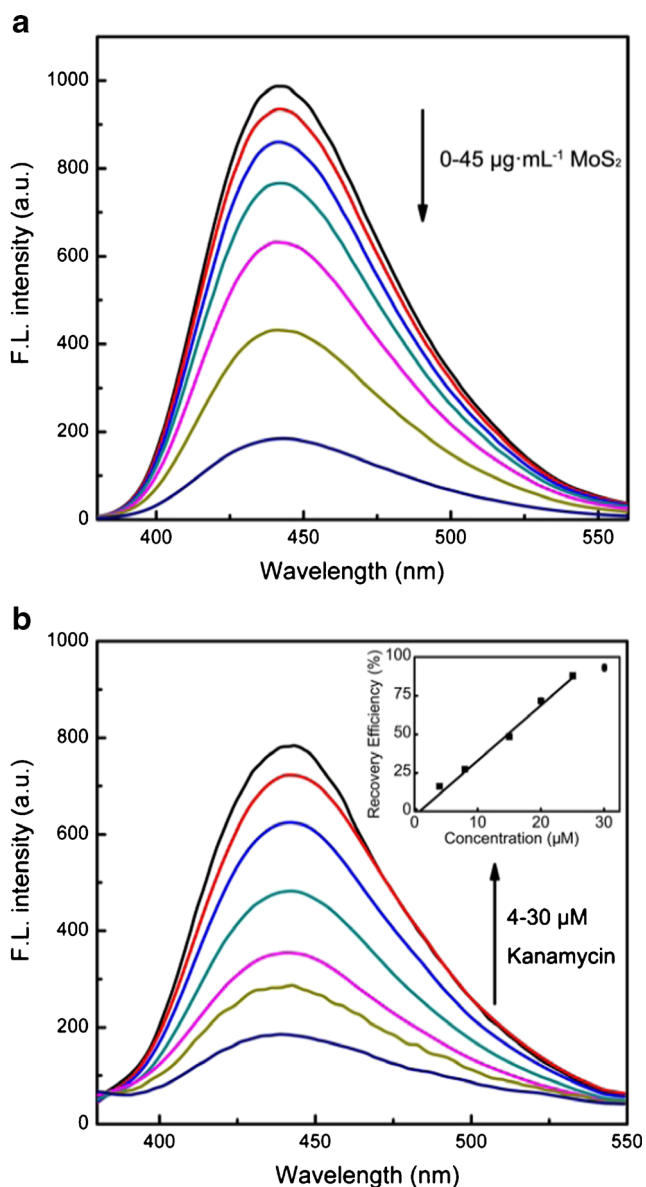 a
1000
800
600
400
200
0
F.L. intensity (a.u.)
0-45 μg·mL⁻¹ MoS₂
400 450 500 550
Wavelength (nm)
b
1000
800
600
400
200
0
F.L. intensity (a.u.)
100
75
50
25
0
Recovery Efficiency (%)
0 10 20 30
Concentration (μM)
4-30 μM
Kanamycin
400 450 500 550
Wavelength (nm)